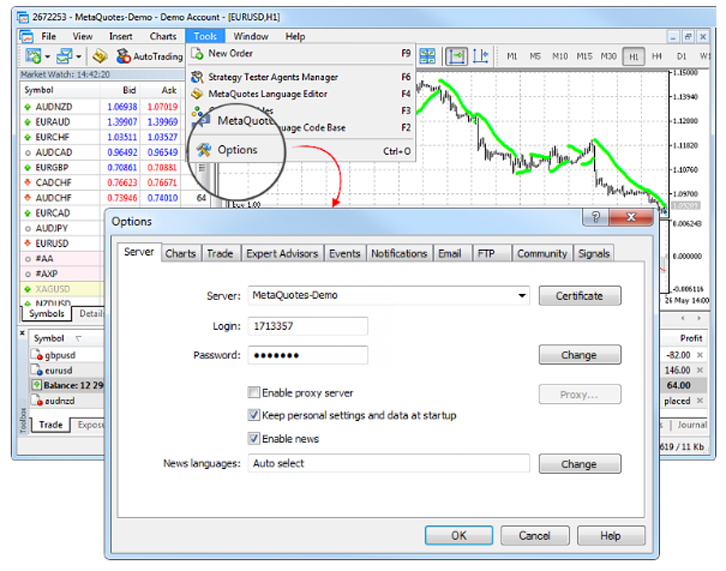 2672253 - MetaQuotes-Demo - Demo Account - [EURUSD,H1]
File View Insert Charts Tools Window Help
AutoTrading
M1 M5 M10 M15 M30 H1 H4 D1 W1
New Order F9
Strategy Tester Agents Manager F6
MetaQuotes Language Editor F4
F3
MetaQuot
uage Code Base F2
Options Ctrl+O
Market Watch: 14:42:20
Symbol Bid Ask
AUDNZD 1.06938 1.07019
EURAUD 1.39907 1.39969
EURCHF 1.03511 1.03527
AUDCAD 0.96492 0.96549
EURGBP 0.70861 0.70881
CADCHF 0.76623 0.76671
AUDCHF 0.73946 0.74010 64
EURCAD
AUDJPY
EURUSD
#AA
#AXP
XAGUSD
NZDUSD
Symbols Details
buy 1.00
1.15000
1.13940
1.12880
1.11820
1.10760
1.09700
1.09205
0.006243
0.000000
-0.005116
26 May 14:00
Options
Server Charts Trade Expert Advisors Events Notifications Email FTP Community Signals
Server: MetaQuotes-Demo Certificate
Login: 1713357
Password: ●●●●●●● Change
Enable proxy server Proxy...
Keep personal settings and data at startup
Enable news
News languages: Auto select Change
OK Cancel Help
Symbol Profit
gbpusd -82.00
eurusd 146.00
Balance: 12 29 64.00
audnzd placed
Toolbox
Trade Expos s Journal
619 / 11 Kb